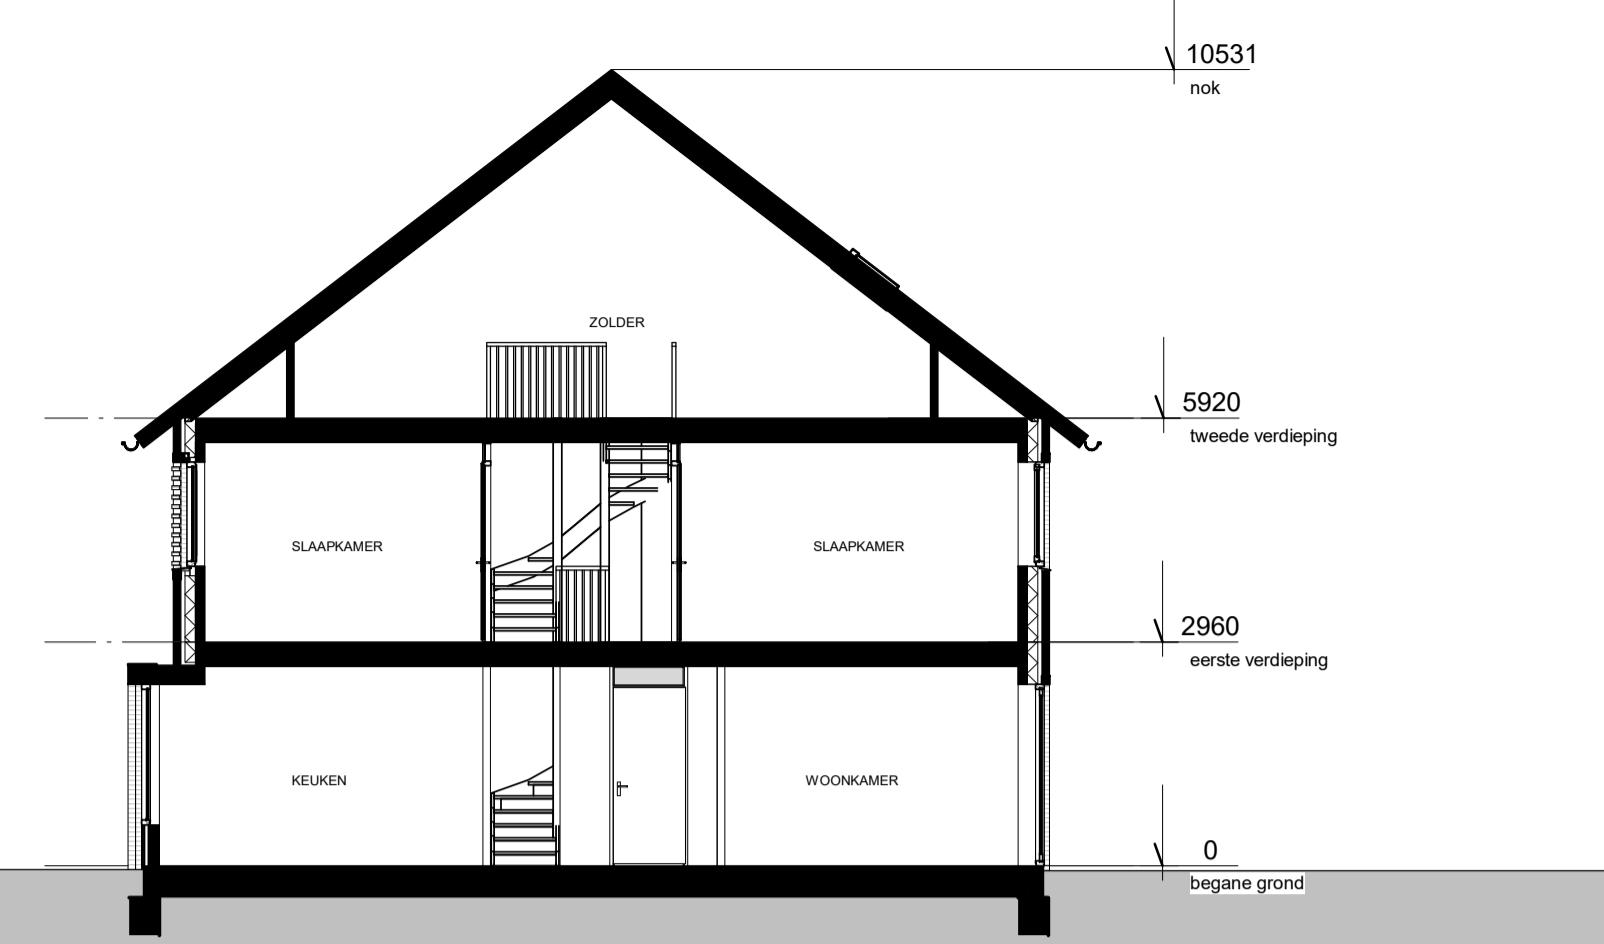 10531
nok
ZOLDER
5920
tweede verdieping
SLAAPKAMER
SLAAPKAMER
2960
eerste verdieping
KEUKEN
WOONKAMER
0
begane grond